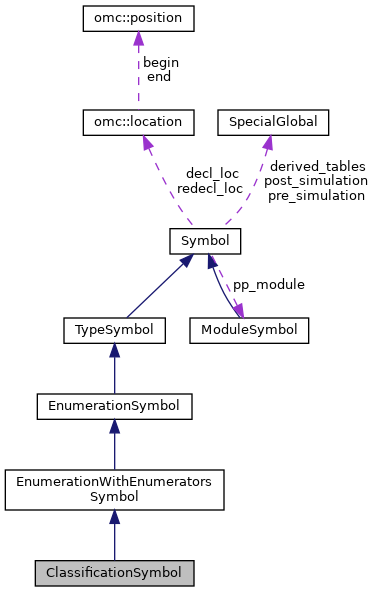 omc::position
begin
end
omc::location
SpecialGlobal
decl_loc
redecl_loc
derived_tables
post_simulation
pre_simulation
Symbol
pp_module
TypeSymbol
ModuleSymbol
EnumerationSymbol
EnumerationWithEnumerators
Symbol
ClassificationSymbol